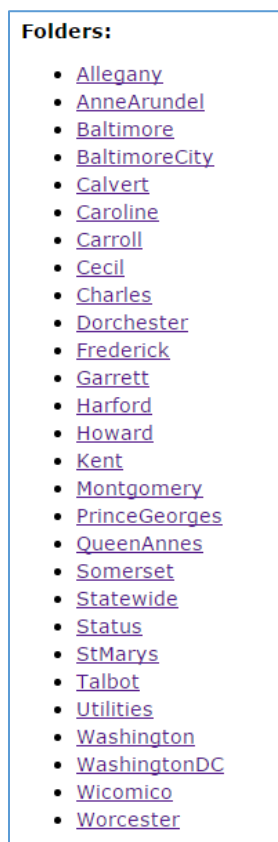 Folders:
Allegany
AnneArundel
Baltimore
BaltimoreCity
Calvert
Caroline
Carroll
Cecil
Charles
Dorchester
Frederick
Garrett
Harford
Howard
Kent
Montgomery
PrinceGeorges
QueenAnnes
Somerset
Statewide
Status
StMarys
Talbot
Utilities
Washington
WashingtonDC
Wicomico
Worcester